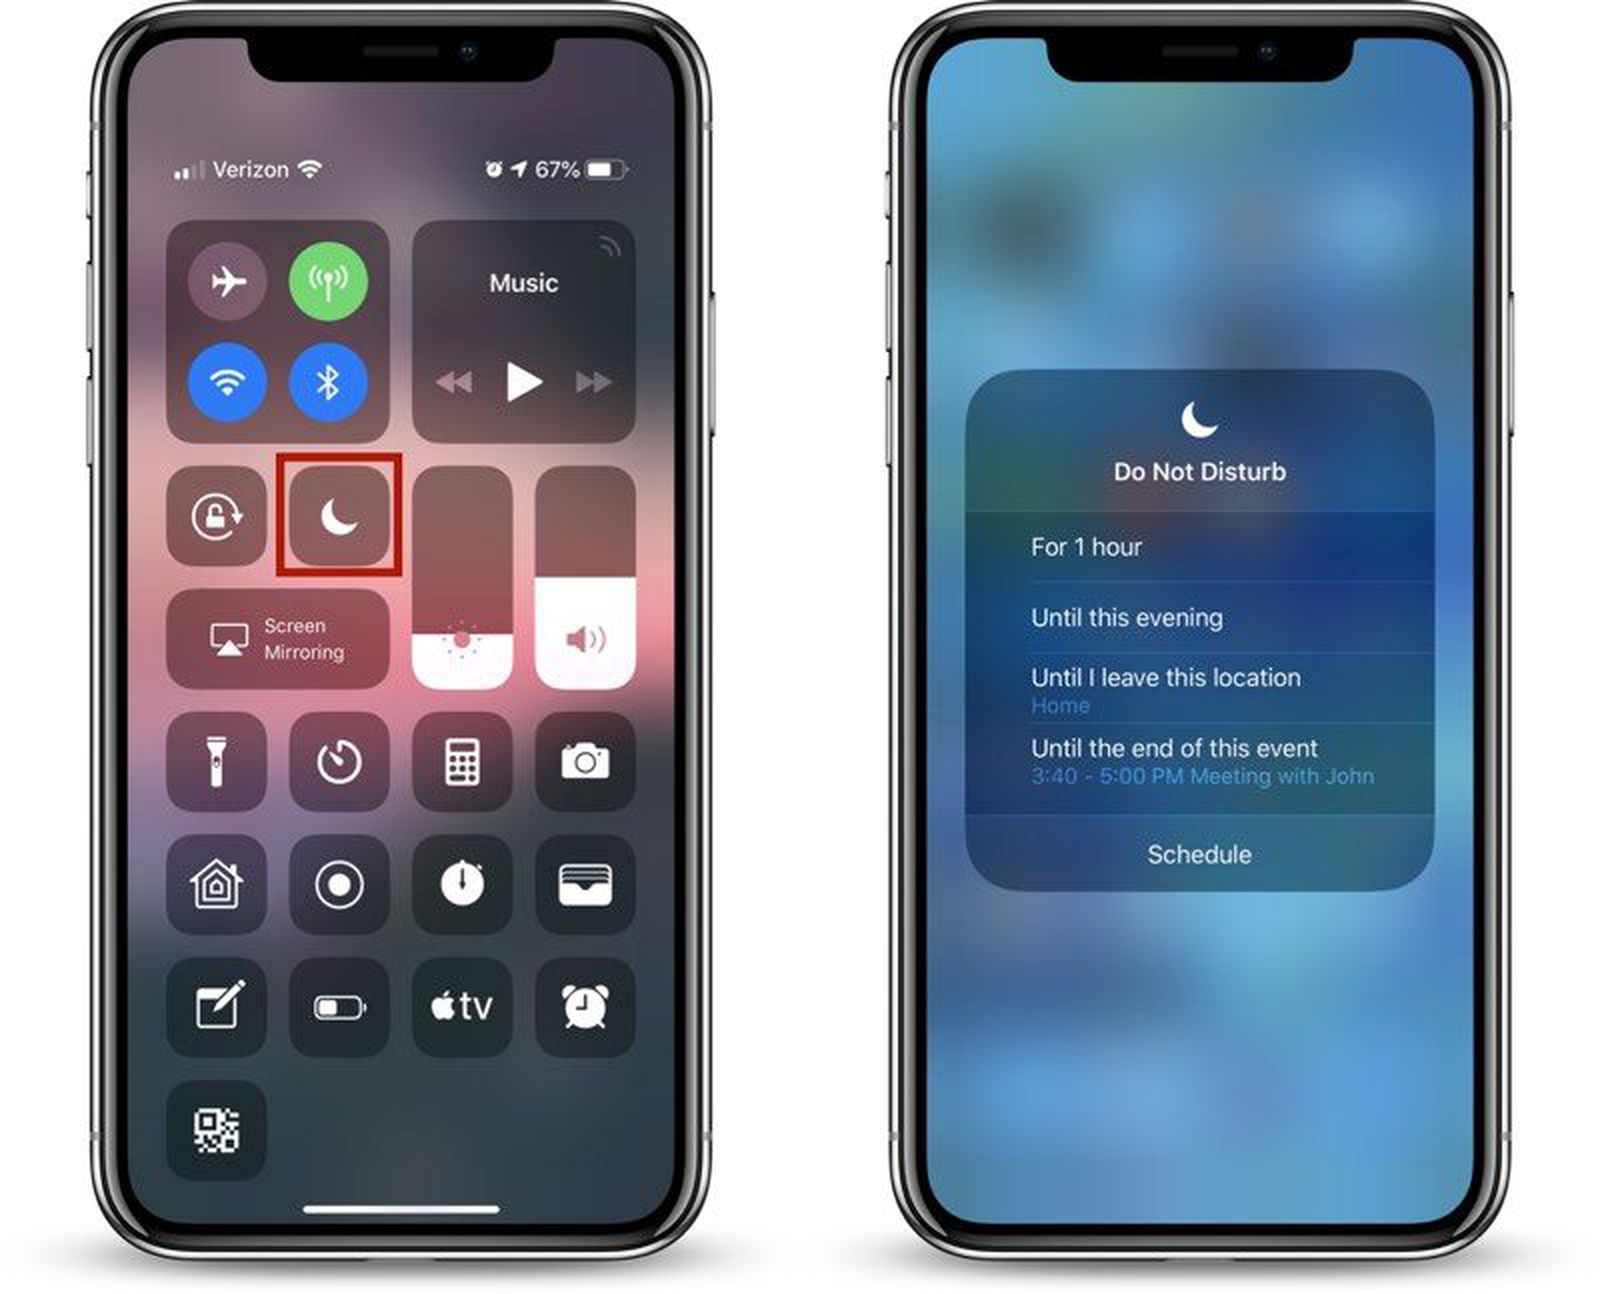 Verizon 67%
Music
Screen
Mirroring
tv
Do Not Disturb
For 1 hour
Until this evening
Until I leave this location
Home
Until the end of this event
3:40 - 5:00 PM Meeting with John
Schedule